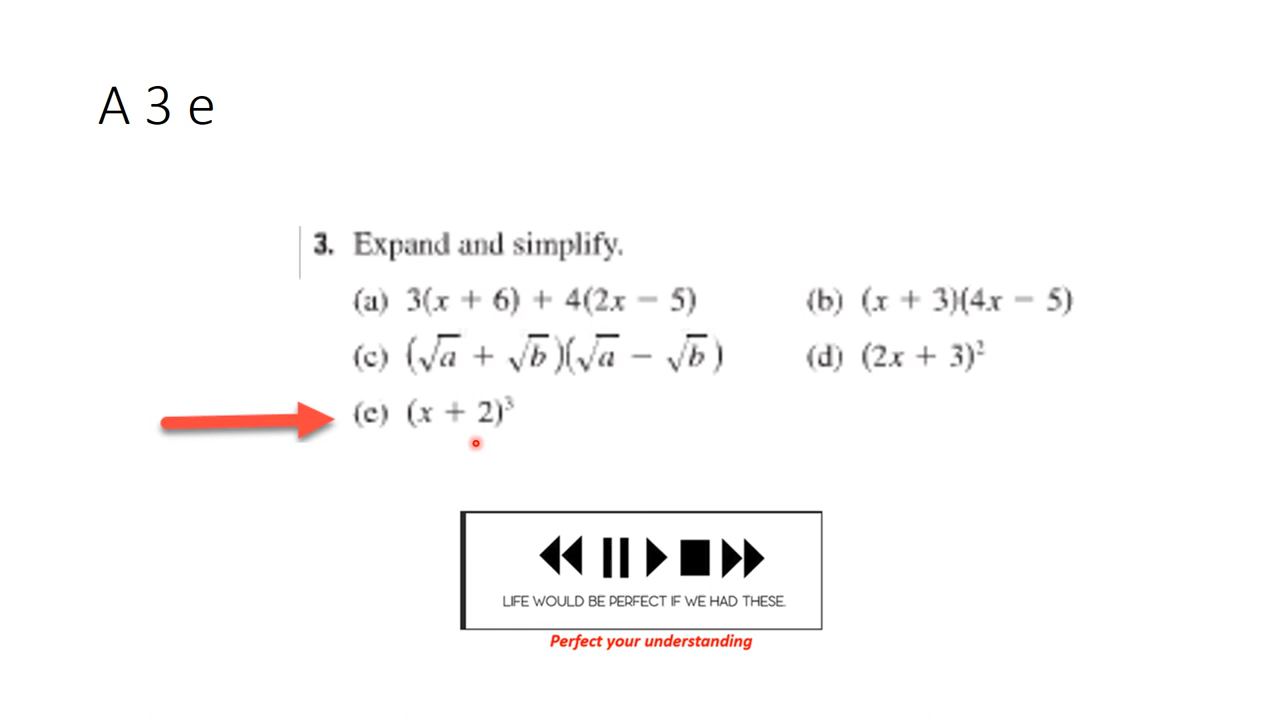 A 3 e
3. Expand and simplify.
(a) 3(x + 6) + 4(2x − 5) (b) (x + 3)(4x − 5)
(c) (√a + √b)(√a − √b) (d) (2x + 3)²
(e) (x + 2)³
LIFE WOULD BE PERFECT IF WE HAD THESE.
Perfect your understanding